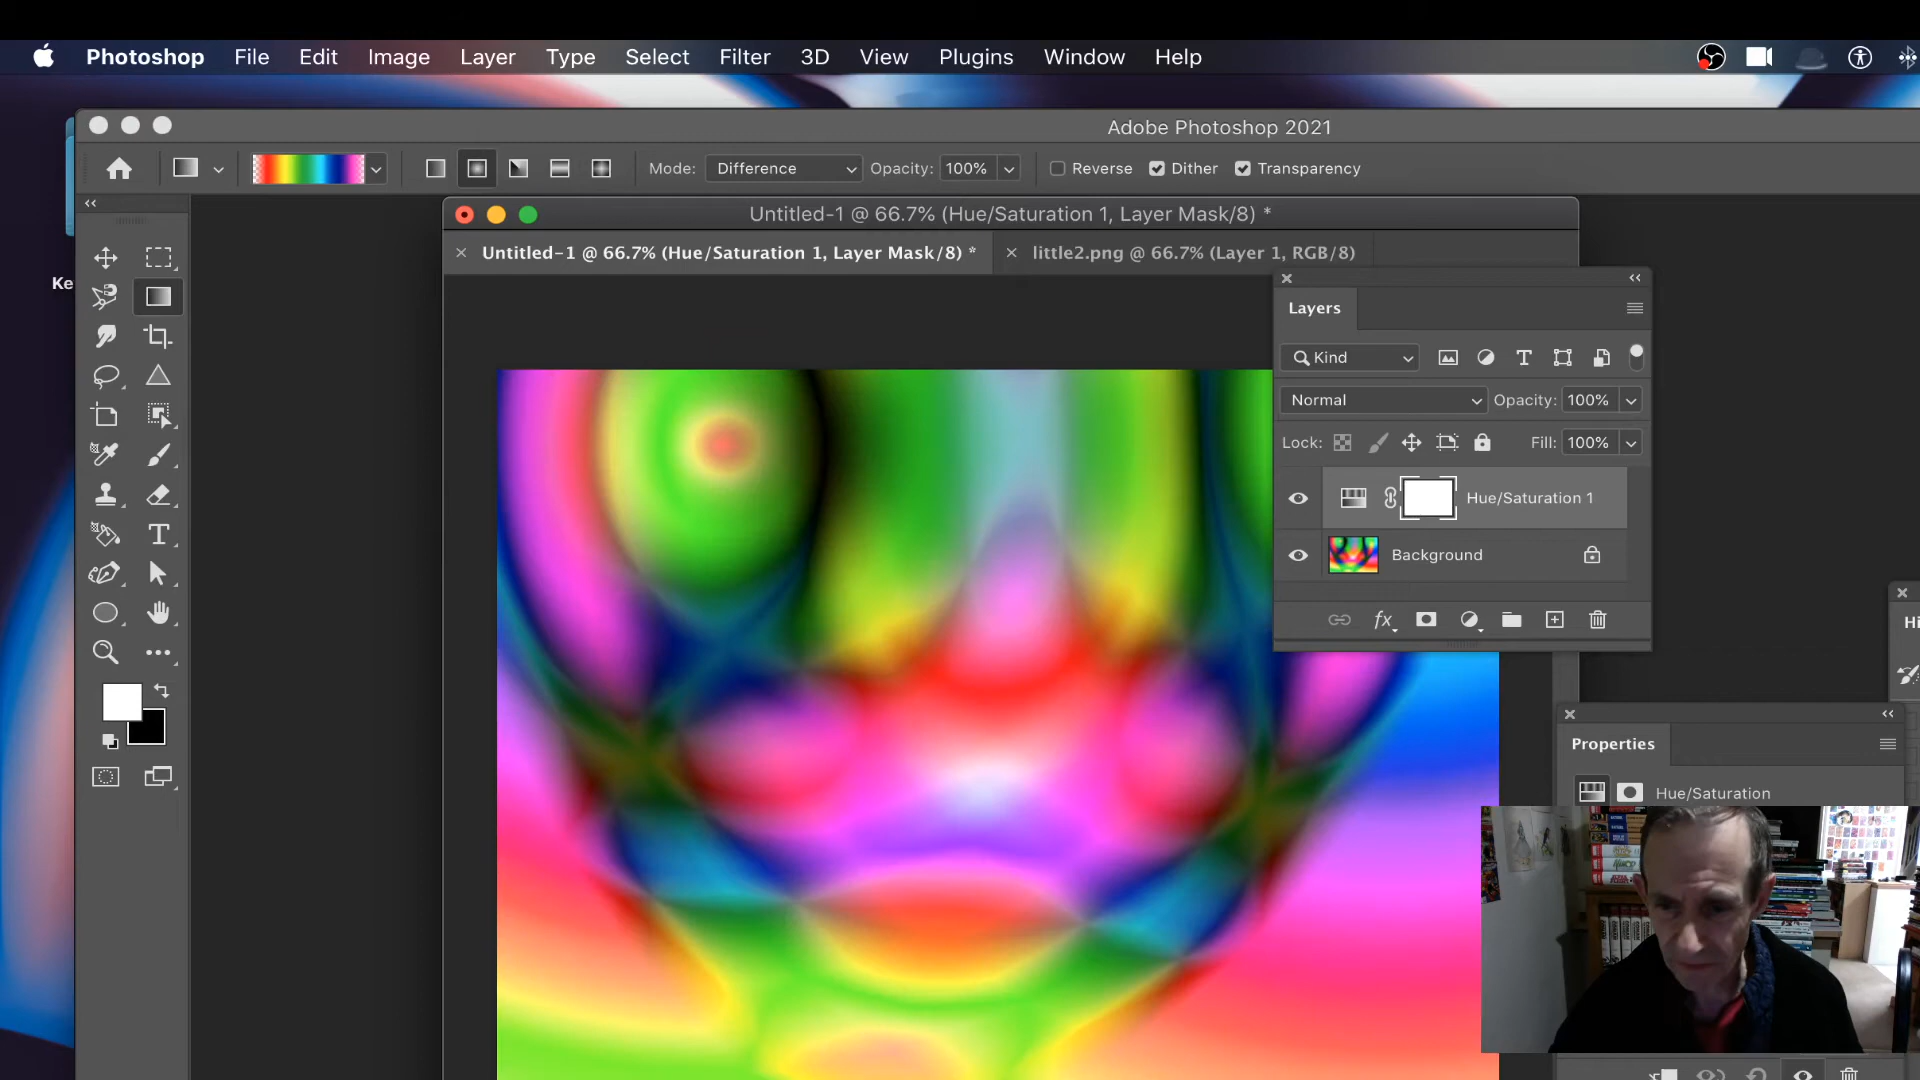 Photoshop File Edit Image Layer Type Select Filter 3D View Plugins Window Help
Adobe Photoshop 2021
Mode: Difference Opacity: 100% Reverse Dither Transparency
Untitled-1 @ 66.7% (Hue/Saturation 1, Layer Mask/8) *
Untitled-1 @ 66.7% (Hue/Saturation 1, Layer Mask/8) * little2.png @ 66.7% (Layer 1, RGB/8)
Ke
Layers
Kind
Normal Opacity: 100%
Lock: Fill: 100%
Hue/Saturation 1
Background
fx
Hi
Properties
Hue/Saturation